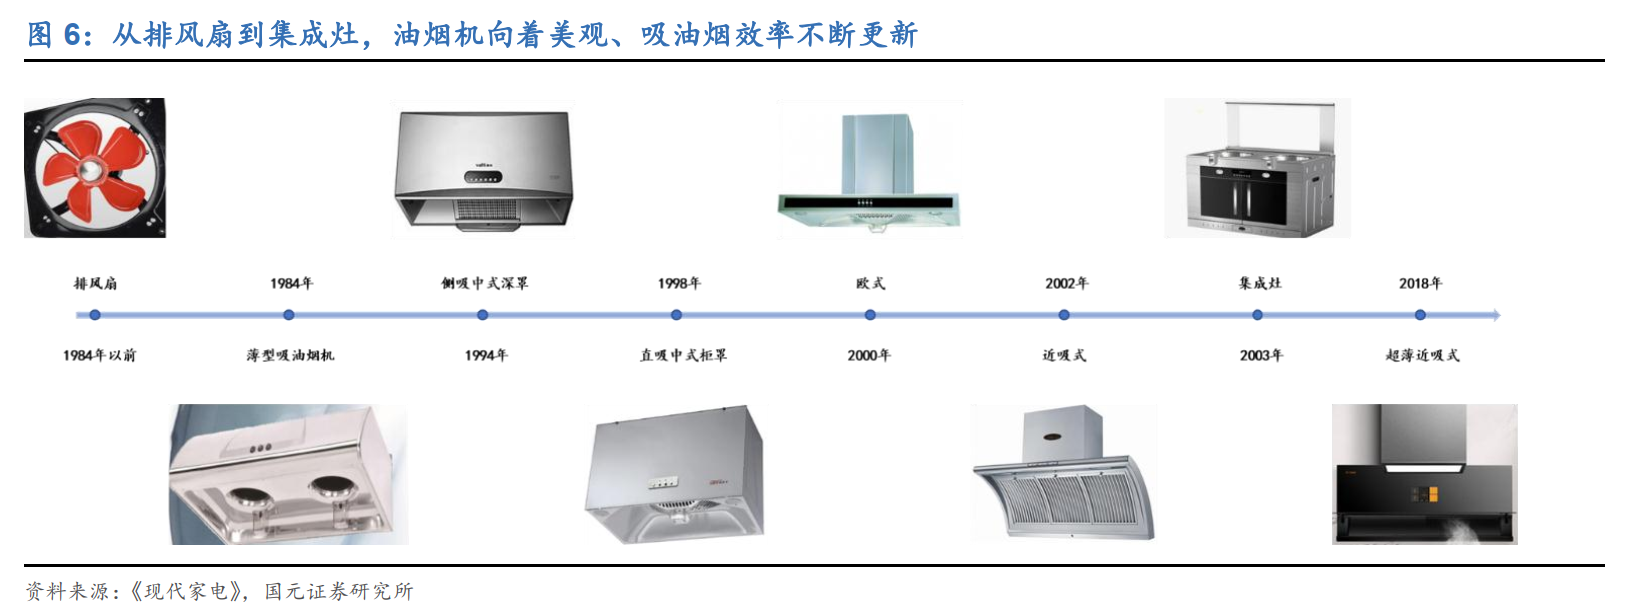 图 6：从排风扇到集成灶，油烟机向着美观、吸油烟效率不断更新
排风扇 1984年 侧吸中式深罩 1998年 欧式 2002年 集成灶 2018年
1984年以前 薄型吸油烟机 1994年 直吸中式柜罩 2000年 近吸式 2003年 超薄近吸式
资料来源：《现代家电》，国元证券研究所